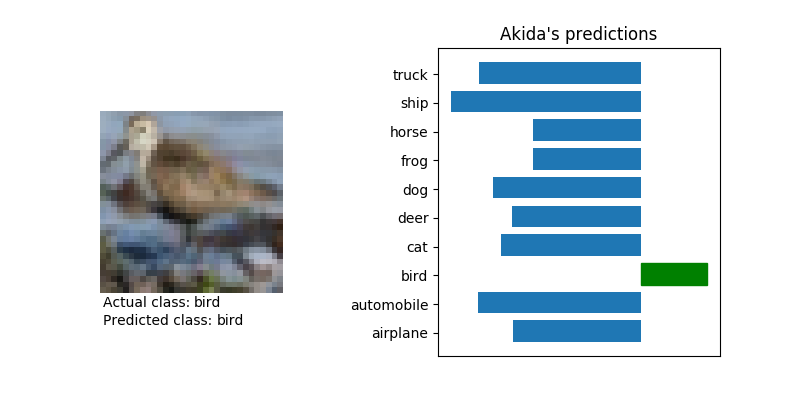 Akida's predictions
truck
ship
horse
frog
dog
deer
cat
bird
automobile
airplane
Actual class: bird
Predicted class: bird